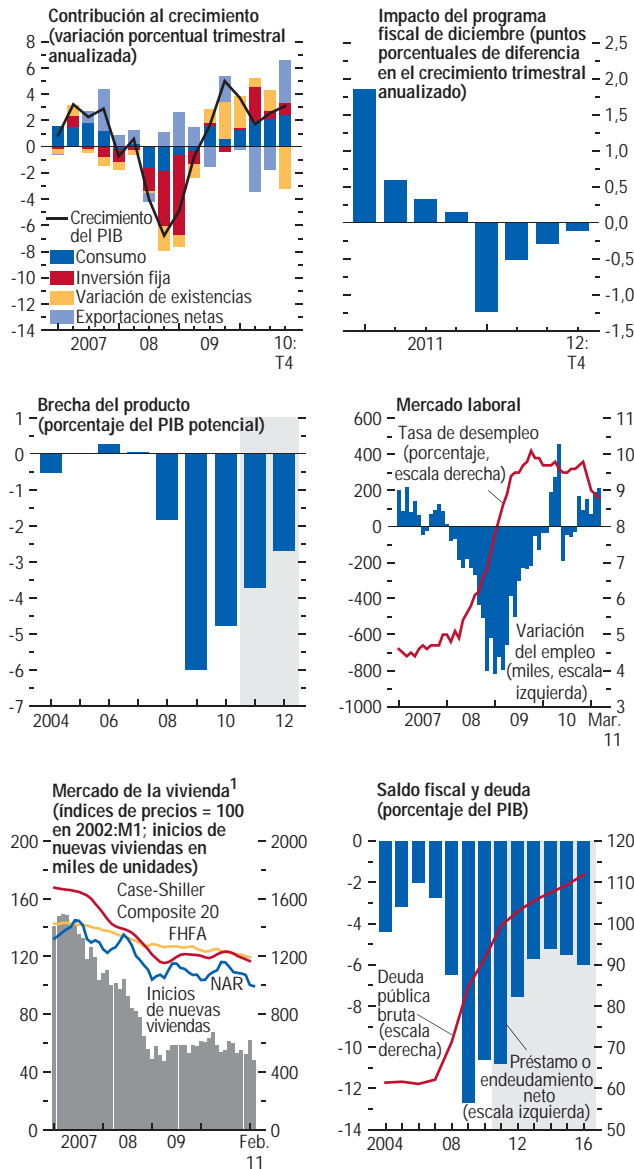 Contribución al crecimiento
(variación porcentual trimestral
anualizada)
8
6
4
2
0
-2
-4
-6
-8
-10
-12
-14
Crecimiento
del PIB
Consumo
Inversión fija
Variación de existencias
Exportaciones netas
2007
08
09
10:
T4
Impacto del programa
fiscal de diciembre (puntos
porcentuales de diferencia
en el crecimiento trimestral
anualizado)
2,5
2,0
1,5
1,0
0,5
0,0
-0,5
-1,0
-1,5
2011
12:
T4
Brecha del producto
(porcentaje del PIB potencial)
1
0
-1
-2
-3
-4
-5
-6
-7
2004
06
08
10
12
Mercado laboral
600
400
200
0
-200
-400
-600
-800
-1000
11
10
9
8
7
6
5
4
3
Tasa de desempleo
(porcentaje,
escala derecha)
Variación
del empleo
(miles, escala
izquierda)
2007
08
09
10
Mar.
11
Mercado de la vivienda1
(índices de precios = 100
en 2002:M1; inicios de
nuevas viviendas en
miles de unidades)
200
160
120
80
40
0
2000
1600
1200
800
400
0
Case-Shiller
Composite 20
FHFA
NAR
Inicios
de nuevas
viviendas
2007
08
09
Feb.
11
Saldo fiscal y deuda
(porcentaje del PIB)
0
-2
-4
-6
-8
-10
-12
-14
120
110
100
90
80
70
60
50
Deuda
pública
bruta
(escala
derecha)
Préstamo o
endeudamiento
neto
(escala izquierda)
2004
08
12
16